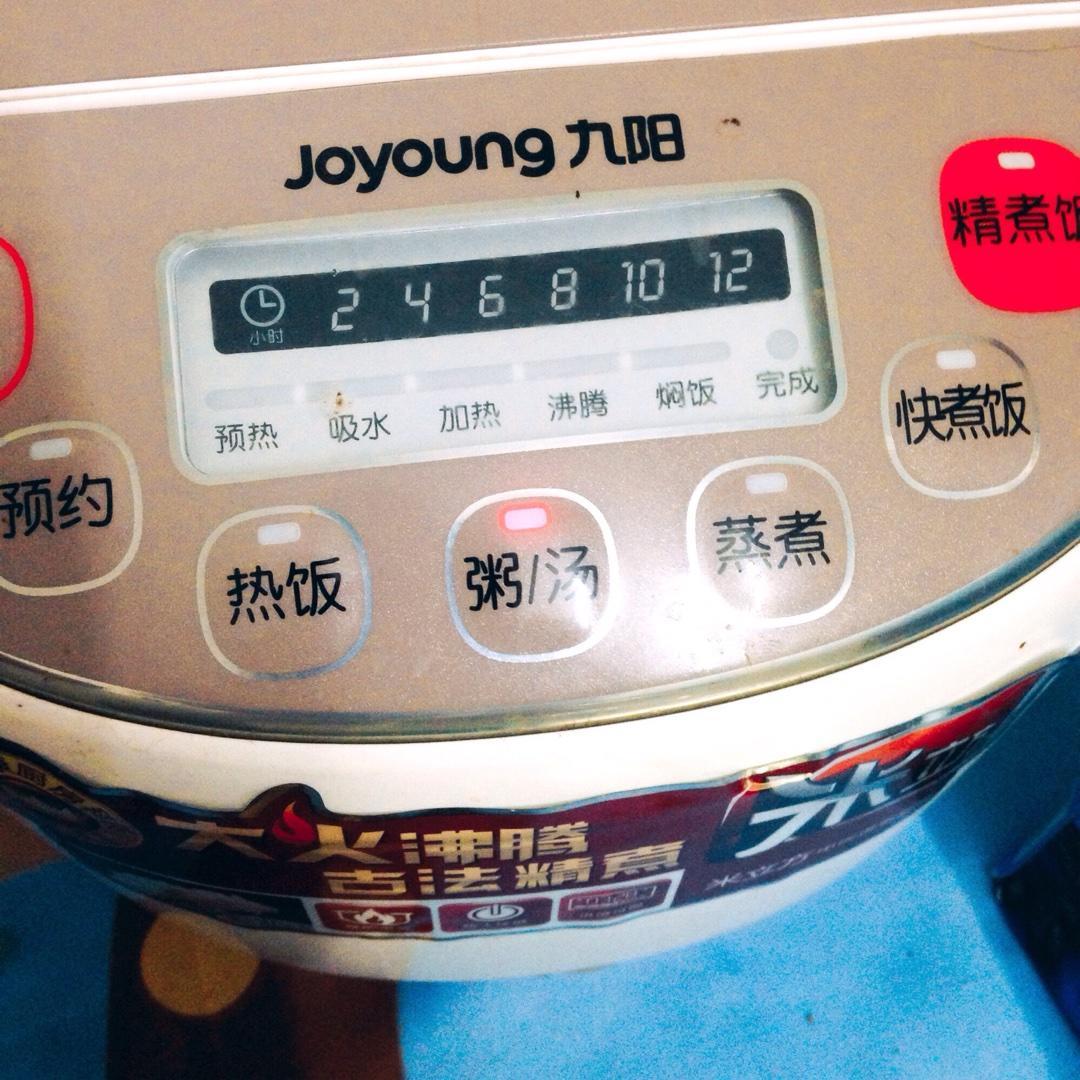 Joyoung 九阳
精煮饭
2 4 6 8 10 12
小时
预热 吸水 加热 沸腾 焖饭 完成
快煮饭
预约
热饭
粥/汤
蒸煮
大火沸腾
古法精煮